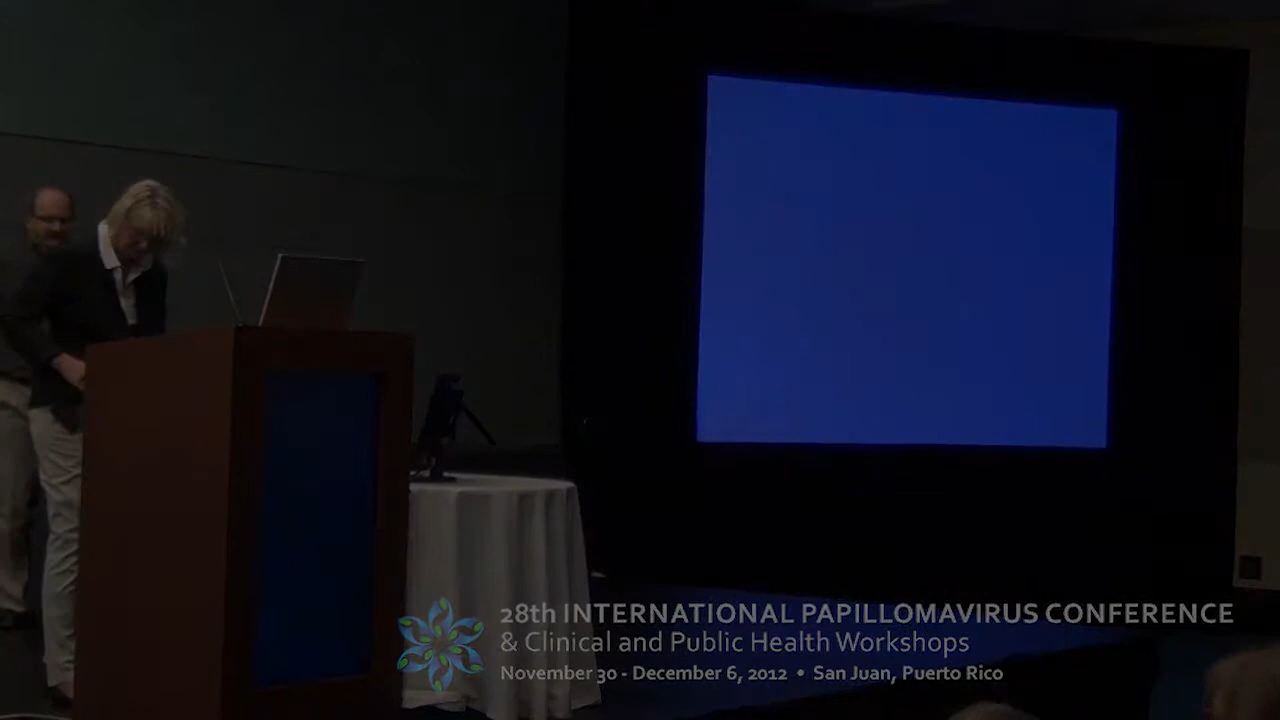 28th INTERNATIONAL PAPILLOMAVIRUS CONFERENCE
& Clinical and Public Health Workshops
November 30 - December 6, 2012 • San Juan, Puerto Rico